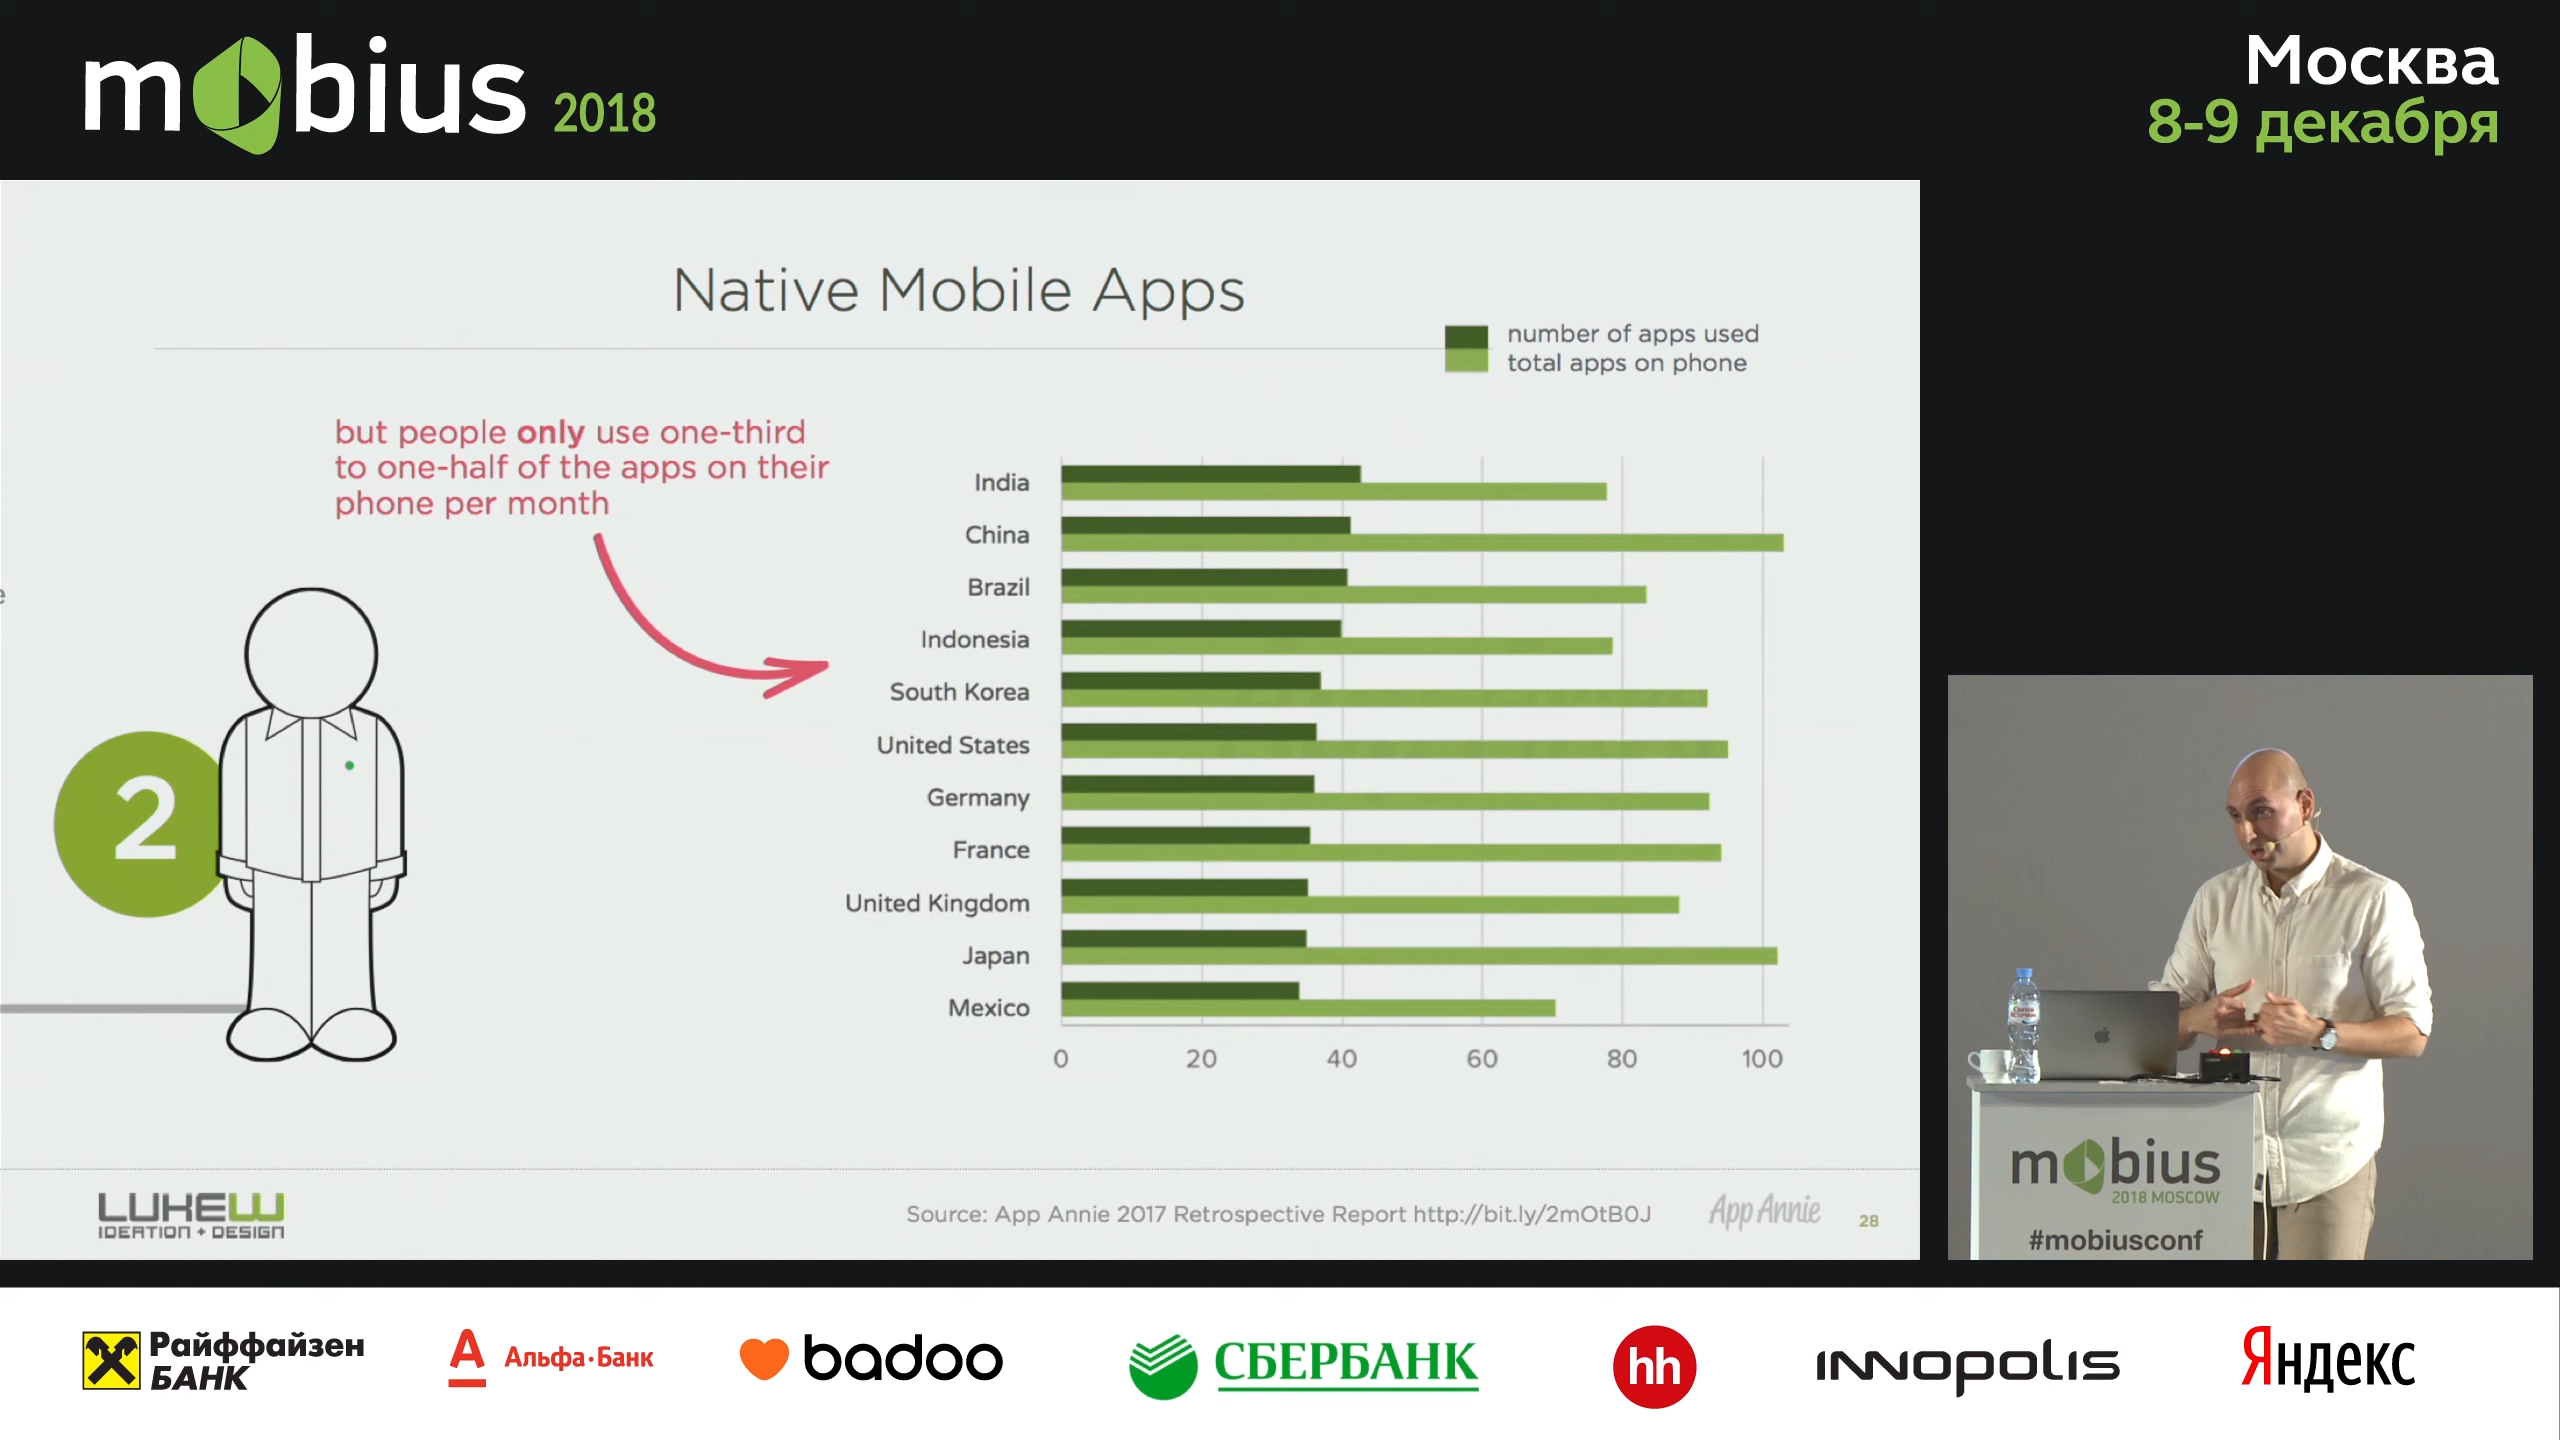 mobius 2018
Москва
8-9 декабря
Native Mobile Apps
number of apps used
total apps on phone
but people only use one-third
to one-half of the apps on their
phone per month
India
China
Brazil
Indonesia
South Korea
United States
Germany
France
United Kingdom
Japan
Mexico
0 20 40 60 80 100
2
LUKEW
IDEATION + DESIGN
Source: App Annie 2017 Retrospective Report http://bit.ly/2mOtB0J
App Annie
28
mobius
2018 MOSCOW
#mobiusconf
Райффайзен
БАНК
Альфа·Банк
badoo
СБЕРБАНК
hh
INNOPOLIS
Яндекс